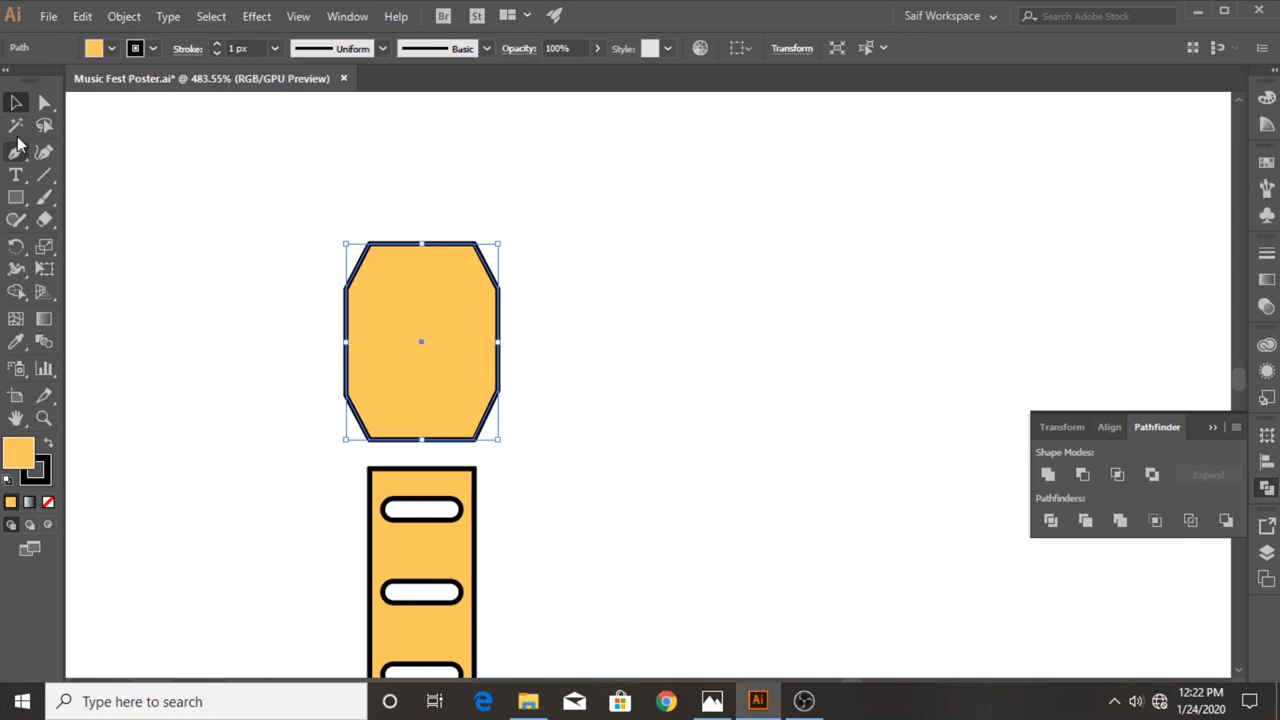 Ai File Edit Object Type Select Effect View Window Help Br St Saif Workspace Search Adobe Stock
Path Stroke: 1 px Uniform Basic Opacity: 100% Style: Transform
Music Fest Poster.ai* @ 483.55% (RGB/GPU Preview)
T
Transform Align Pathfinder
Shape Modes:
Expand
Pathfinders:
Type here to search
Ai
12:22 PM
1/24/2020